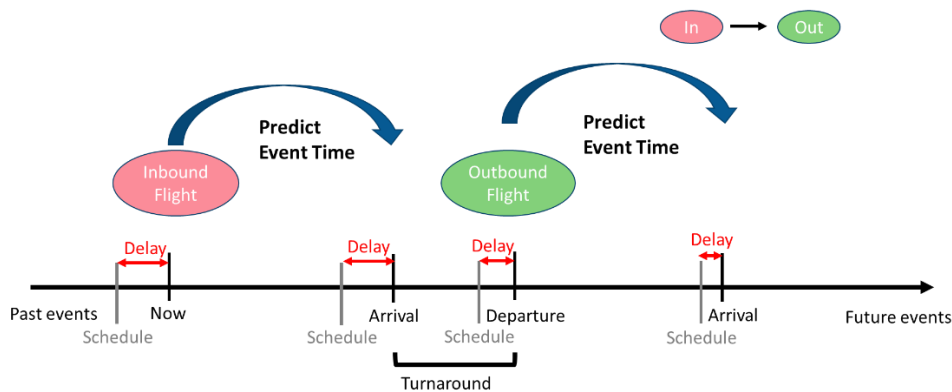 In
Out
Predict
Event Time
Predict
Event Time
Inbound
Flight
Outbound
Flight
Delay
Delay
Delay
Delay
Past events
Now
Arrival
Departure
Arrival
Future events
Schedule
Schedule
Schedule
Schedule
Turnaround